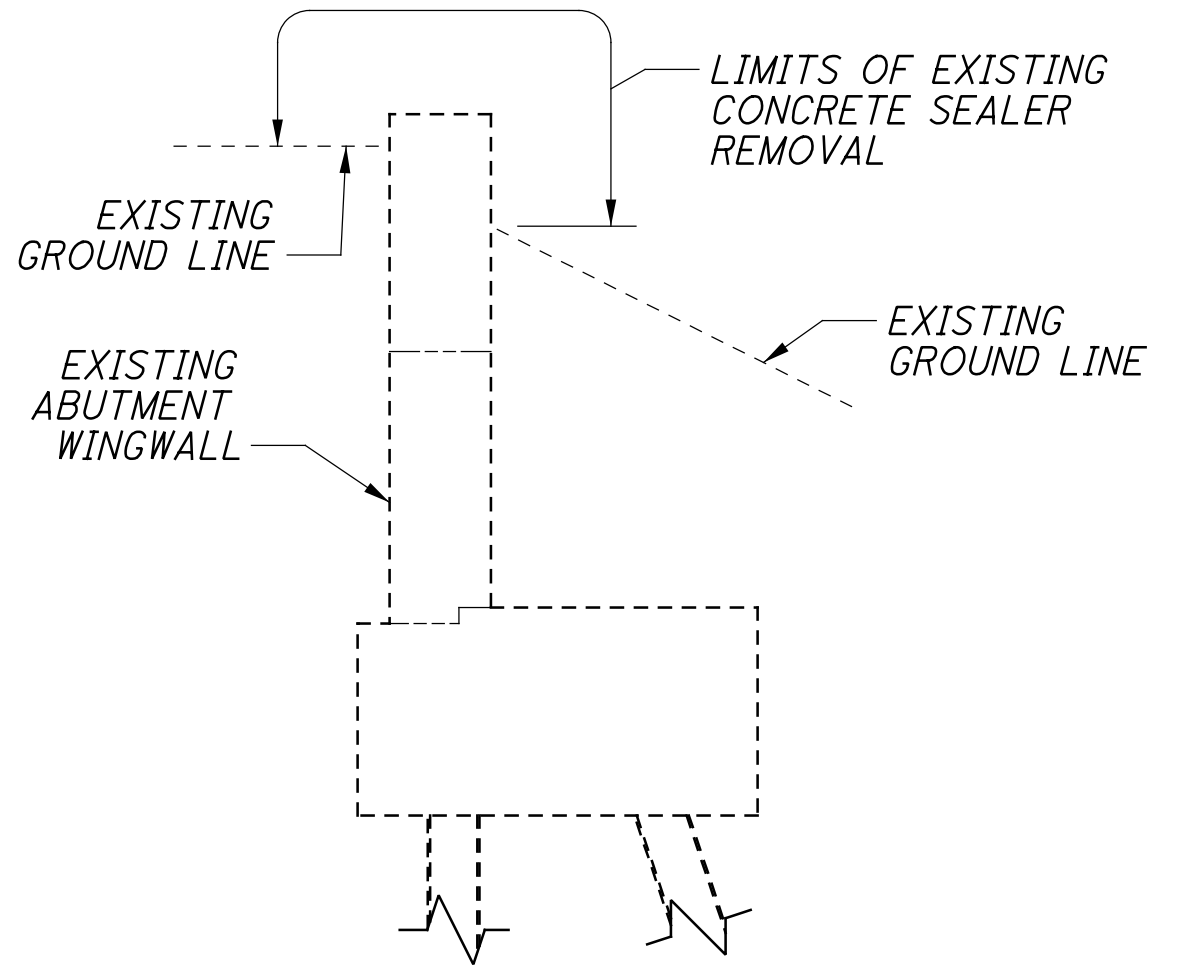 LIMITS OF EXISTING
CONCRETE SEALER
REMOVAL
EXISTING
GROUND LINE
EXISTING
GROUND LINE
EXISTING
ABUTMENT
WINGWALL